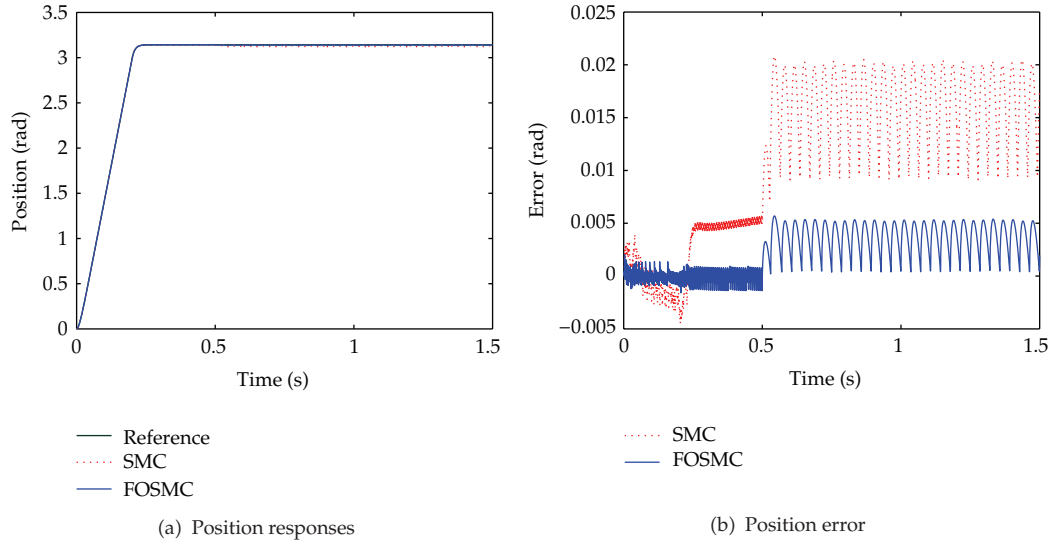 3.5
3
2.5
2
1.5
1
0.5
0
Position (rad)
0 0.5 1 1.5
Time (s)
Reference
SMC
FOSMC
(a) Position responses
0.025
0.02
0.015
0.01
0.005
0
−0.005
Error (rad)
0 0.5 1 1.5
Time (s)
SMC
FOSMC
(b) Position error